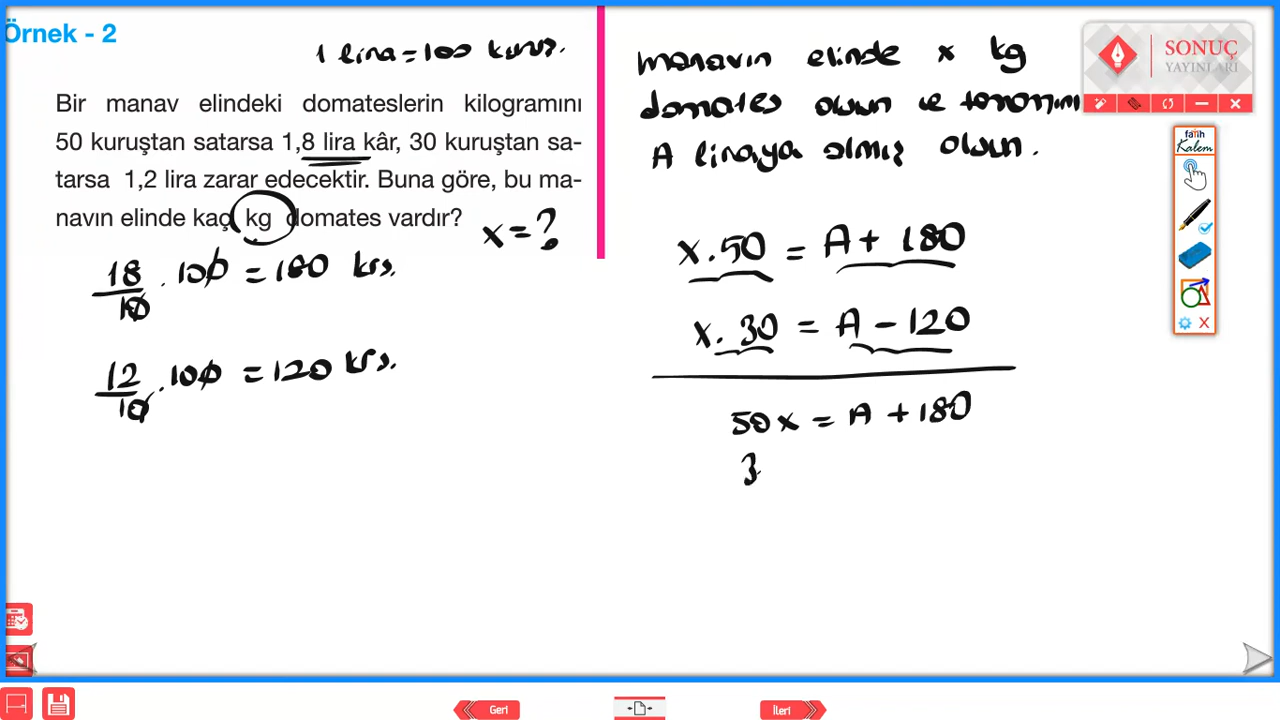 Örnek - 2
1 lira = 100 kuruş.
Bir manav elindeki domateslerin kilogramını
50 kuruştan satarsa 1,8 lira kâr, 30 kuruştan sa-
tarsa 1,2 lira zarar edecektir. Buna göre, bu ma-
navın elinde kaç kg domates vardır?
x = ?
18/10 . 100 = 180 krş.
12/10 . 100 = 120 krş.
manavın elinde x kg
domates olsun ve tamamını
A liraya almış olsun.
x . 50 = A + 180
x . 30 = A - 120
50x = A + 180
3
SONUÇ
YAYINLARI
fatih
Kalem
Geri
İleri